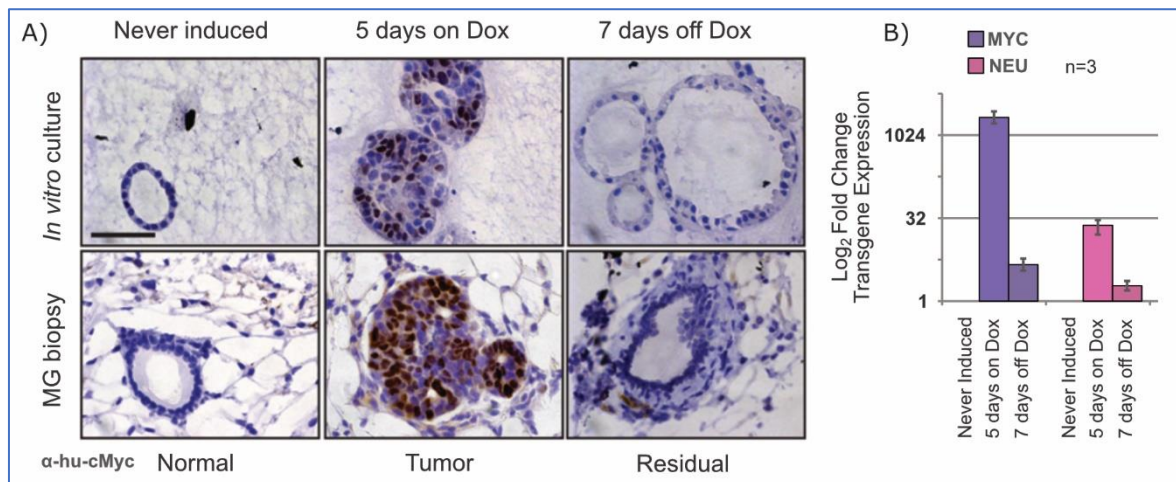 A)
Never induced 5 days on Dox 7 days off Dox
In vitro culture
MG biopsy
α-hu-cMyc Normal Tumor Residual
B)
MYC
NEU n=3
Log2 Fold Change
Transgene Expression
1024
32
1
Never Induced
5 days on Dox
7 days off Dox
Never Induced
5 days on Dox
7 days off Dox